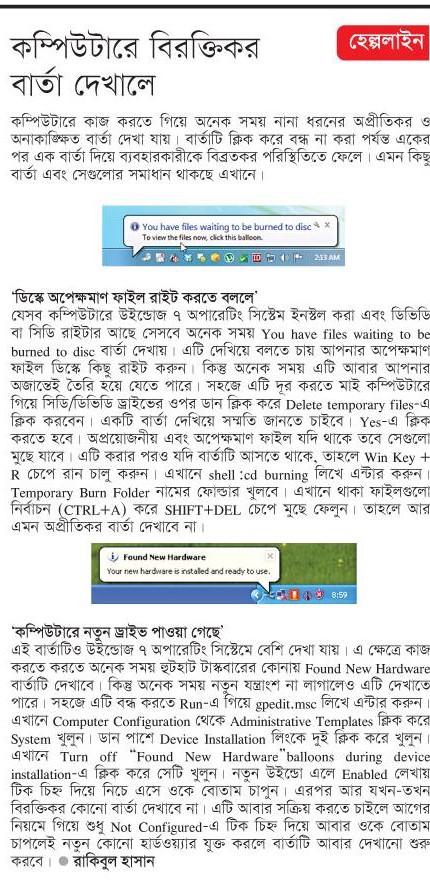 কম্পিউটারে বিরক্তিকর
বার্তা দেখালে
হেল্পলাইন
কম্পিউটারে কাজ করতে গিয়ে অনেক সময় নানা ধরনের অপ্রীতিকর ও
অনাকাঙ্ক্ষিত বার্তা দেখা যায়। বার্তাটি ক্লিক করে বন্ধ না করা পর্যন্ত একের
পর এক বার্তা দিয়ে ব্যবহারকারীকে বিব্রতকর পরিস্থিতিতে ফেলে। এমন কিছু
বার্তা এবং সেগুলোর সমাধান থাকছে এখানে।
You have files waiting to be burned to disc
To view the files now, click this balloon.
2:13 AM
‘ডিস্কে অপেক্ষমাণ ফাইল রাইট করতে বললে’
যেসব কম্পিউটারে উইন্ডোজ ৭ অপারেটিং সিস্টেম ইনস্টল করা এবং ডিভিডি
বা সিডি রাইটার আছে সেসবে অনেক সময় You have files waiting to be
burned to disc বার্তা দেখায়। এটি দেখিয়ে বলতে চায় আপনার অপেক্ষমাণ
ফাইল ডিস্কে কিছু রাইট করুন। কিন্তু অনেক সময় এটি আবার আপনার
অজান্তেই তৈরি হয়ে যেতে পারে। সহজে এটি দূর করতে মাই কম্পিউটারে
গিয়ে সিডি/ডিভিডি ড্রাইভের ওপর ডান ক্লিক করে Delete temporary files-এ
ক্লিক করবেন। একটি বার্তা দেখিয়ে সম্মতি জানতে চাইবে। Yes-এ ক্লিক
করতে হবে। অপ্রয়োজনীয় এবং অপেক্ষমাণ ফাইল যদি থাকে তবে সেগুলো
মুছে যাবে। এটি করার পরও যদি বার্তাটি আসতে থাকে, তাহলে Win Key +
R চেপে রান চালু করুন। এখানে shell :cd burning লিখে এন্টার করুন।
Temporary Burn Folder নামের ফোল্ডার খুলবে। এখানে থাকা ফাইলগুলো
নির্বাচন (CTRL+A) করে SHIFT+DEL চেপে মুছে ফেলুন। তাহলে আর
এমন অপ্রীতিকর বার্তা দেখাবে না।
Found New Hardware
Your new hardware is installed and ready to use.
8:59
‘কম্পিউটারে নতুন ড্রাইভ পাওয়া গেছে’
এই বার্তাটিও উইন্ডোজ ৭ অপারেটিং সিস্টেমে বেশি দেখা যায়। এ ক্ষেত্রে কাজ
করতে করতে অনেক সময় হুটহাট টাস্কবারের কোনায় Found New Hardware
বার্তাটি দেখাবে। কিন্তু অনেক সময় নতুন যন্ত্রাংশ না লাগালেও এটি দেখাতে
পারে। সহজে এটি বন্ধ করতে Run-এ গিয়ে gpedit.msc লিখে এন্টার করুন।
এখানে Computer Configuration থেকে Administrative Templates ক্লিক করে
System খুলুন। ডান পাশে Device Installation লিংকে দুই ক্লিক করে খুলুন।
এখানে Turn off “Found New Hardware”balloons during device
installation-এ ক্লিক করে সেটি খুলুন। নতুন উইন্ডো এলে Enabled লেখায়
টিক চিহ্ন দিয়ে নিচে এসে ওকে বোতাম চাপুন। এরপর আর যখন-তখন
বিরক্তিকর কোনো বার্তা দেখাবে না। এটি আবার সক্রিয় করতে চাইলে আগের
নিয়মে গিয়ে শুধু Not Configured-এ টিক চিহ্ন দিয়ে আবার ওকে বোতাম
চাপলেই নতুন কোনো হার্ডওয়্যার যুক্ত করলে বার্তাটি আবার দেখানো শুরু
করবে। ● রাকিবুল হাসান